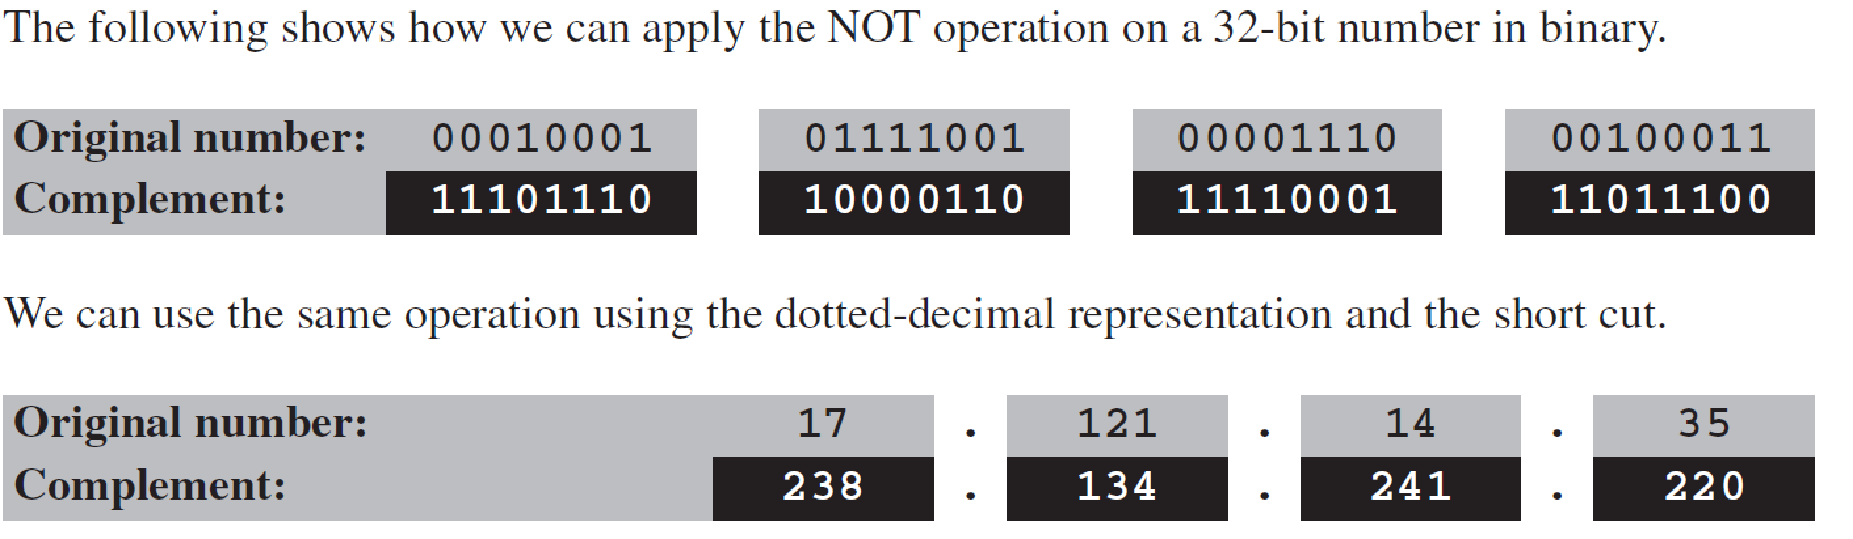 The following shows how we can apply the NOT operation on a 32-bit number in binary.
Original number: 00010001 01111001 00001110 00100011
Complement: 11101110 10000110 11110001 11011100
We can use the same operation using the dotted-decimal representation and the short cut.
Original number: 17 . 121 . 14 . 35
Complement: 238 . 134 . 241 . 220